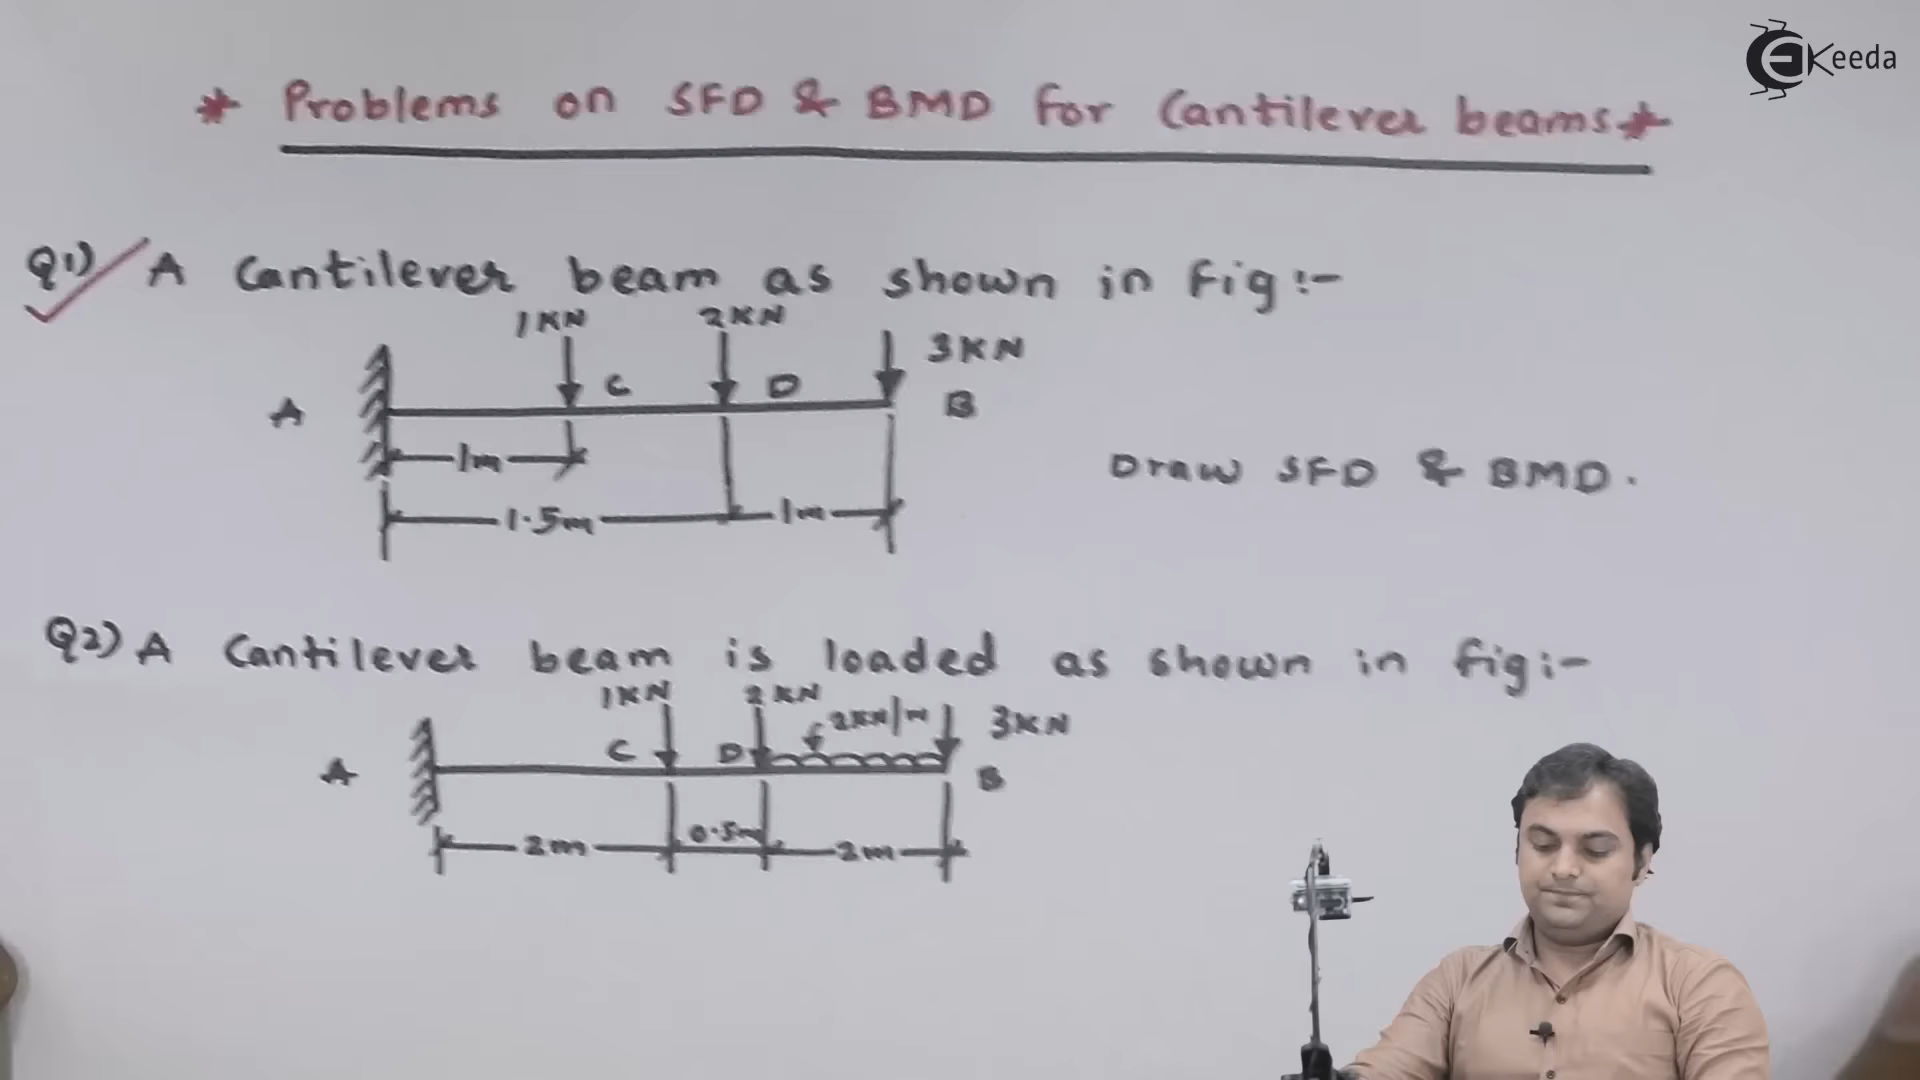 EKeeda
* Problems on SFD & BMD for Cantilever beams *
Q1) A Cantilever beam as shown in Fig:-
1KN 2KN 3KN
A C D B
1m
1.5m 1m
Draw SFD & BMD.
Q2) A Cantilever beam is loaded as shown in fig:-
1KN 2KN 2KN/m 3KN
A C D B
2m 0.5m 2m